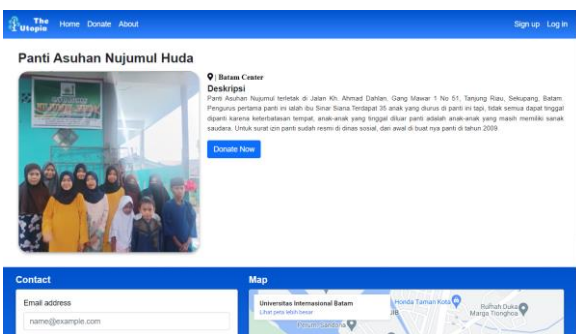 The
Utopia
Home Donate About
Sign up Log in
Panti Asuhan Nujumul Huda
| Batam Center
Deskripsi
Panti Asuhan Nujumul terletak di Jalan Kh. Ahmad Dahlan, Gang Mawar 1 No 51, Tanjung Riau, Sekupang, Batam.
Pengurus pertama panti ini ialah ibu Sinar Siana.Terdapat 35 anak yang diurus di panti ini tapi, tidak semua dapat tinggal
dipanti karena keterbatasan tempat, anak-anak yang tinggal diluar panti adalah anak-anak yang masih memiliki sanak
saudara. Untuk surat izin panti sudah resmi di dinas sosial, dari awal di buat nya panti di tahun 2009.
Donate Now
Contact
Map
Email address
name@example.com
Universitas Internasional Batam
Lihat peta lebih besar
Honda Taman Kota
Rumah Duka
Marga Tionghoa